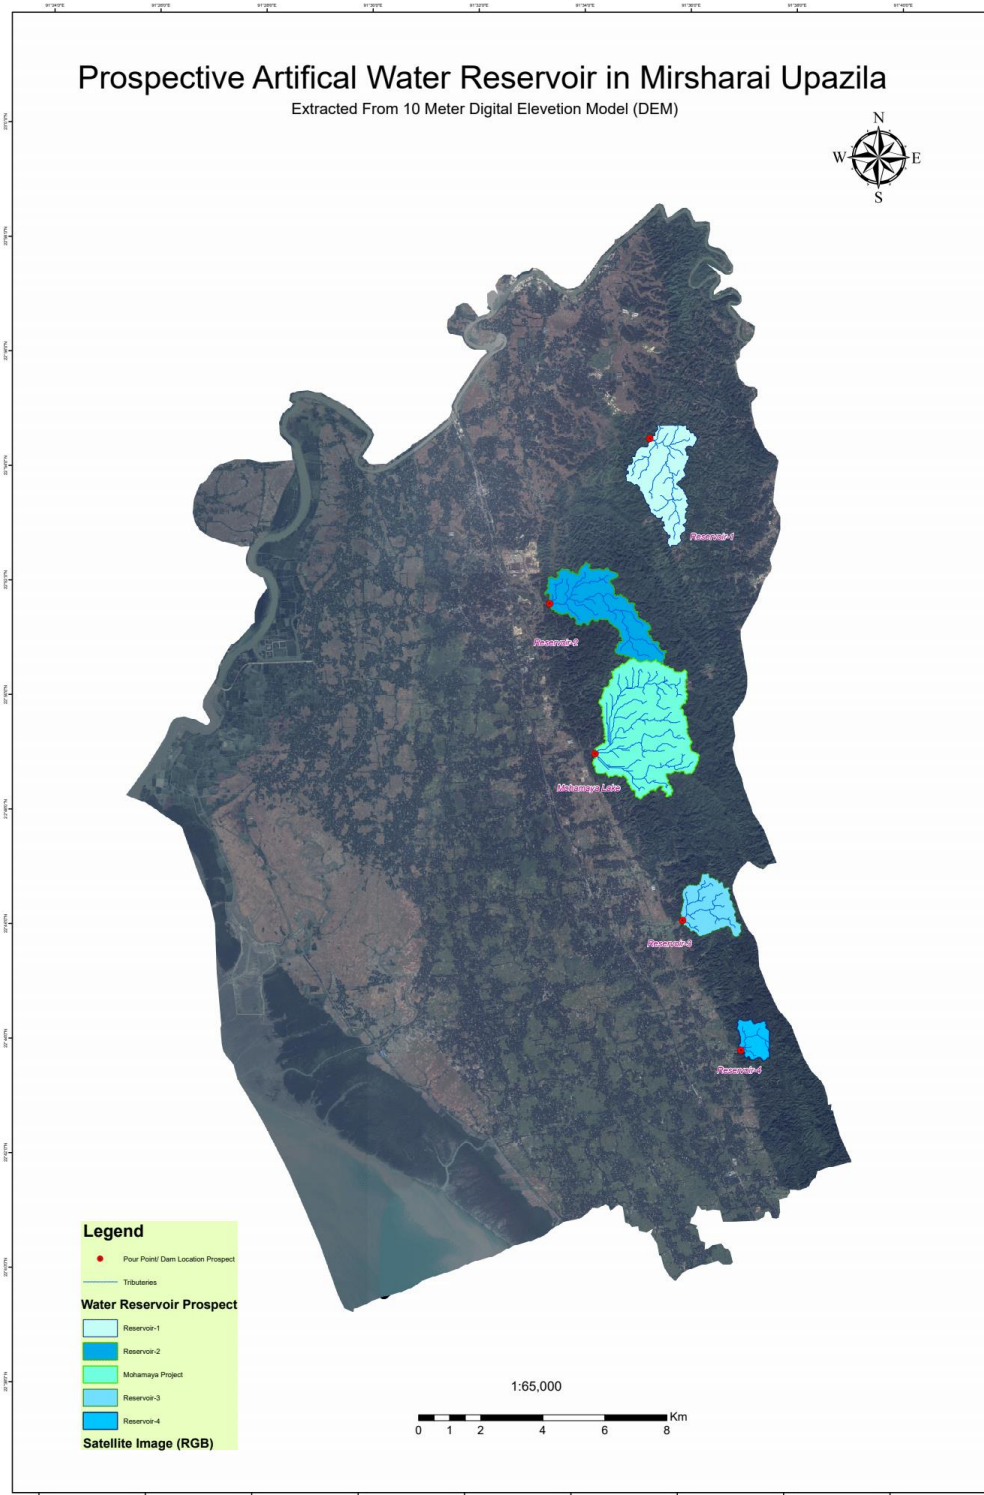 Prospective Artifical Water Reservoir in Mirsharai Upazila
Extracted From 10 Meter Digital Elevetion Model (DEM)
N
W
E
S
Reservoir-1
Reservoir-2
Mohamaya Lake
Reservoir-3
Reservoir-4
Legend
Pour Point/ Dam Location Prospect
Tributeries
Water Reservoir Prospect
Reservoir-1
Reservoir-2
Mohamaya Project
Reservoir-3
Reservoir-4
Satellite Image (RGB)
1:65,000
Km
0 1 2 4 6 8